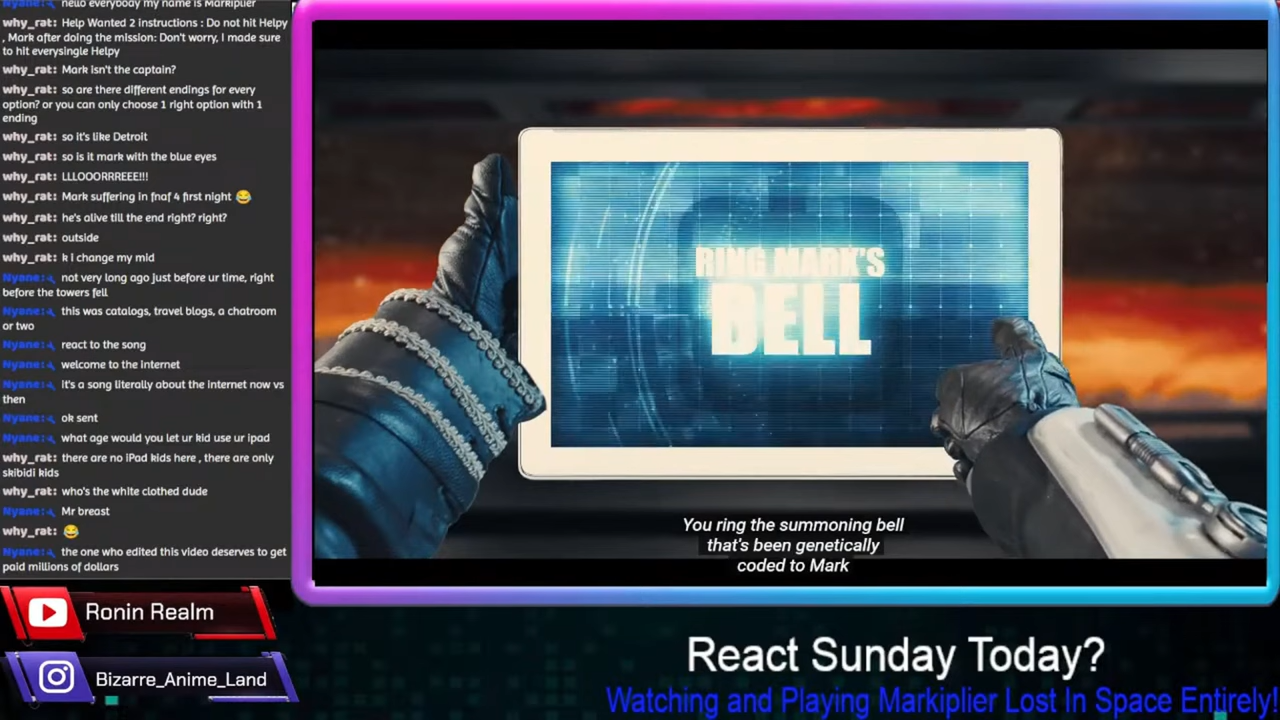 Nyane: hello everybody my name is Markiplier
why_rat: Help Wanted 2 instructions : Do not hit Helpy
, Mark after doing the mission: Don't worry, I made sure
to hit everysingle Helpy
why_rat: Mark isn't the captain?
why_rat: so are there different endings for every
option? or you can only choose 1 right option with 1
ending
why_rat: so it's like Detroit
why_rat: so is it mark with the blue eyes
why_rat: LLLOOORRREEE!!!
why_rat: Mark suffering in fnaf 4 first night 😂
why_rat: he's alive till the end right? right?
why_rat: outside
why_rat: k I change my mid
Nyane: not very long ago just before ur time, right
before the towers fell
Nyane: this was catalogs, travel blogs, a chatroom
or two
Nyane: react to the song
Nyane: welcome to the internet
Nyane: it's a song literally about the internet now vs
then
Nyane: ok sent
Nyane: what age would you let ur kid use ur ipad
why_rat: there are no iPad kids here , there are only
skibidi kids
why_rat: who's the white clothed dude
Nyane: Mr breast
why_rat: 😂
Nyane: the one who edited this video deserves to get
paid millions of dollars
RING MARK'S
BELL
You ring the summoning bell
that's been genetically
coded to Mark
Ronin Realm
Bizarre_Anime_Land
React Sunday Today?
Watching and Playing Markiplier Lost In Space Entirely!